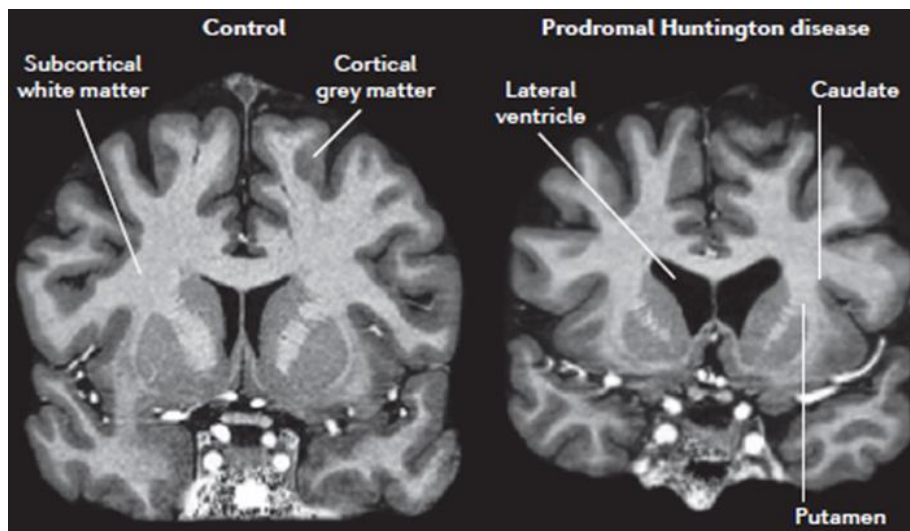 Control
Prodromal Huntington disease
Subcortical
white matter
Cortical
grey matter
Lateral
ventricle
Caudate
Putamen